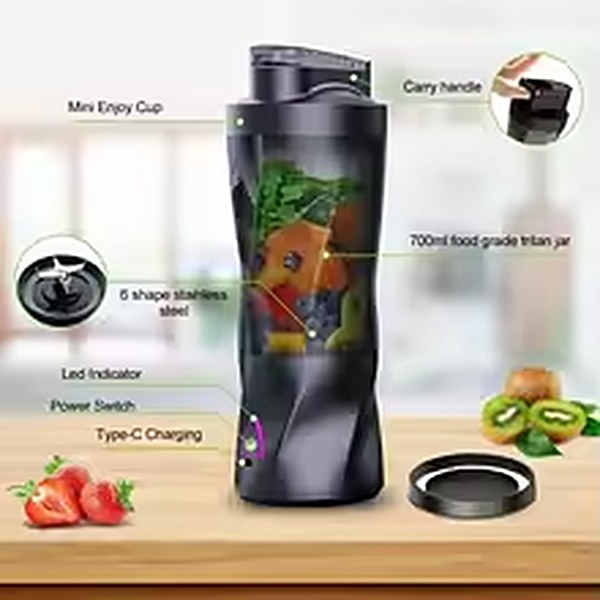 Mini Enjoy Cup
Carry handle
700ml food grade tritan jar
6 shape stainless
steel
Led Indicator
Power Switch
Type-C Charging